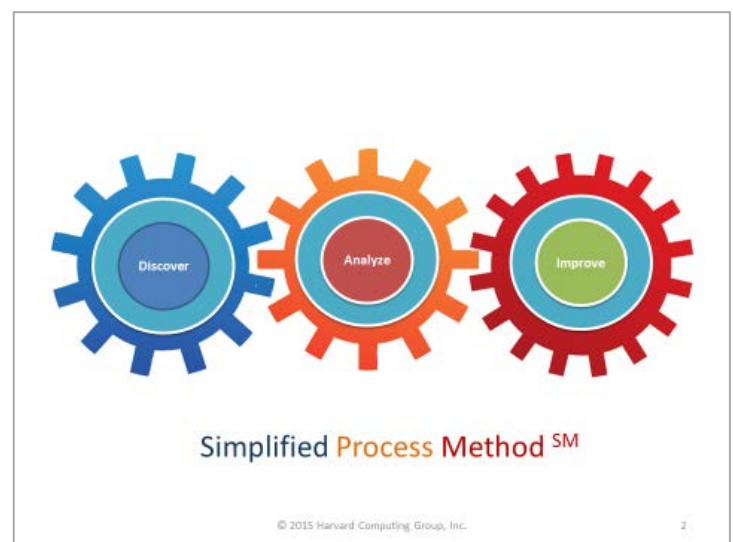 Discover
Analyze
Improve
Simplified Process Method SM
© 2015 Harvard Computing Group, Inc.
2